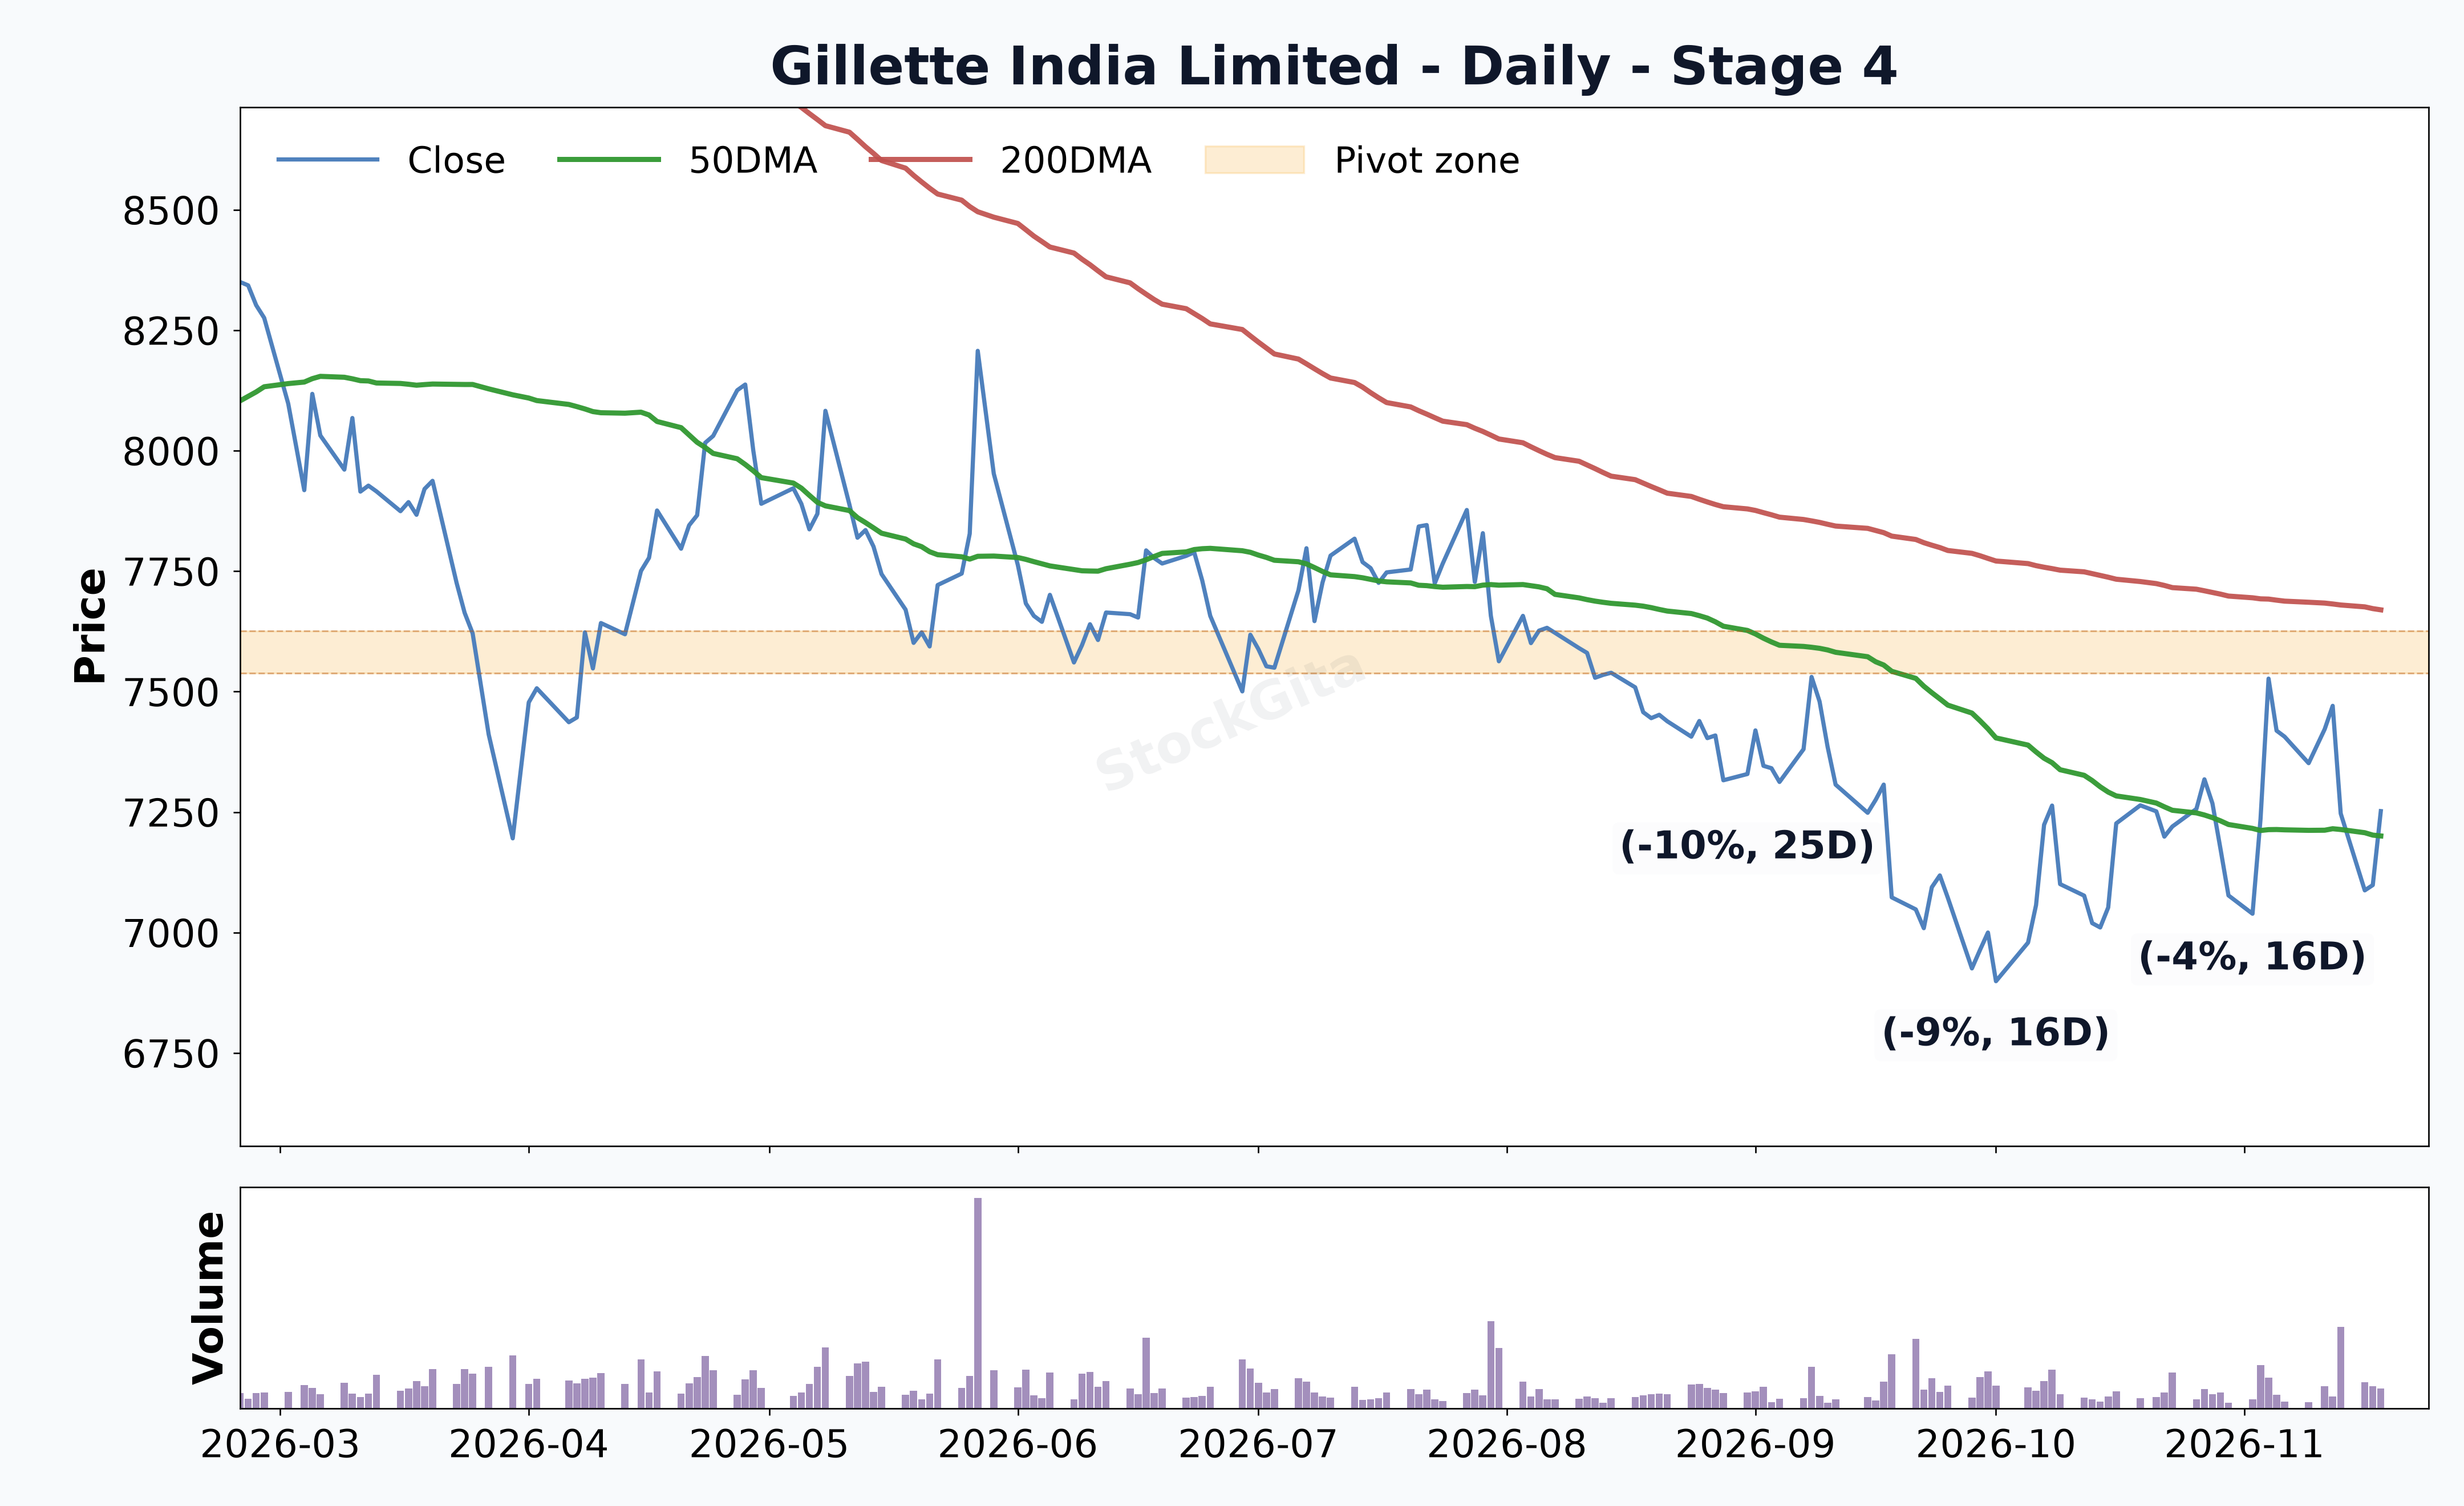 Gillette India Limited - Daily - Stage 4
Close 50DMA 200DMA Pivot zone
8500
8250
8000
7750
7500
7250
7000
6750
Price
StockGita
(-10%, 25D)
(-4%, 16D)
(-9%, 16D)
Volume
2026-03 2026-04 2026-05 2026-06 2026-07 2026-08 2026-09 2026-10 2026-11